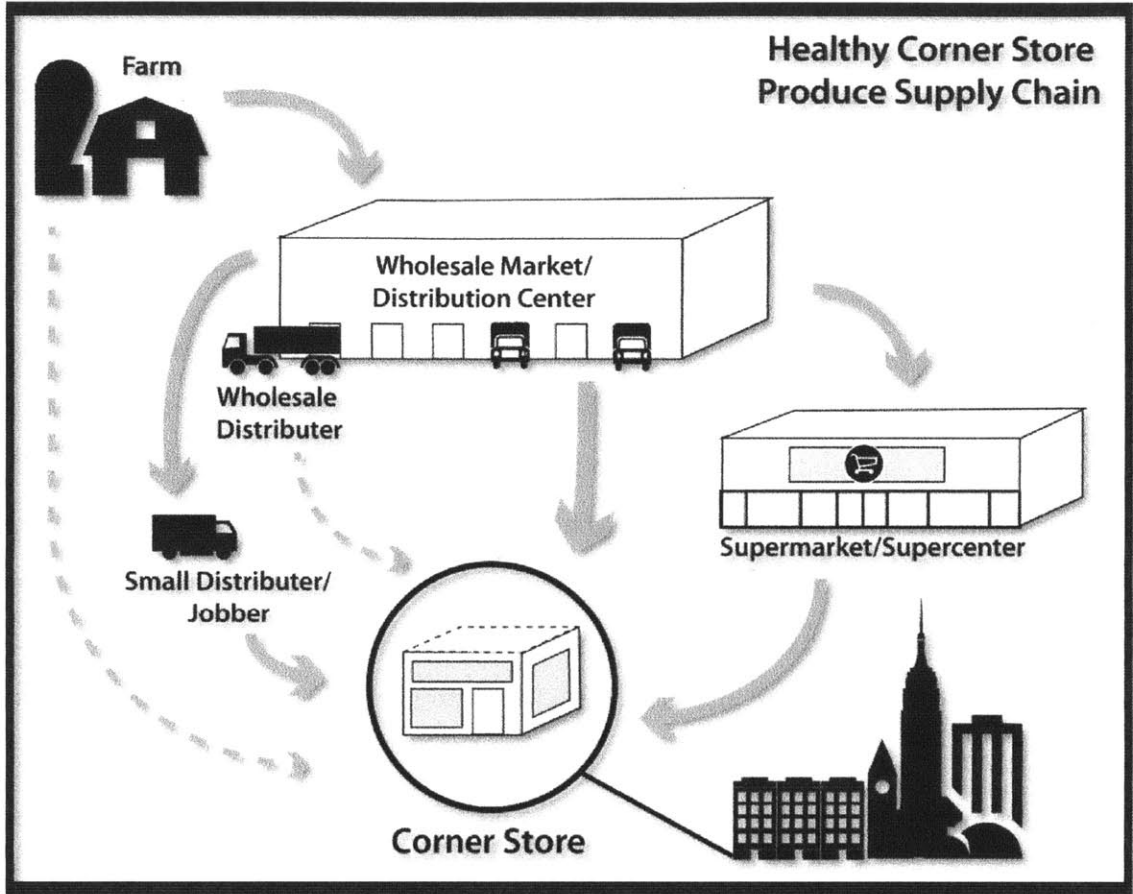 Healthy Corner Store
Produce Supply Chain
Farm
Wholesale Market/
Distribution Center
Wholesale
Distributer
Supermarket/Supercenter
Small Distributer/
Jobber
Corner Store